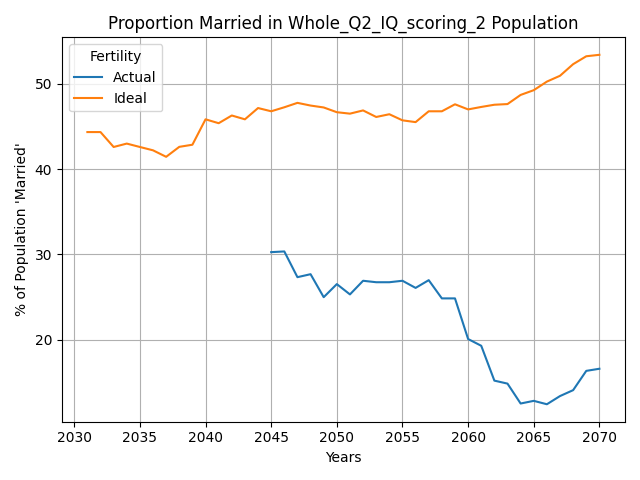 Proportion Married in Whole_Q2_IQ_scoring_2 Population
Fertility
Actual
Ideal
% of Population 'Married'
50
40
30
20
2030 2035 2040 2045 2050 2055 2060 2065 2070
Years